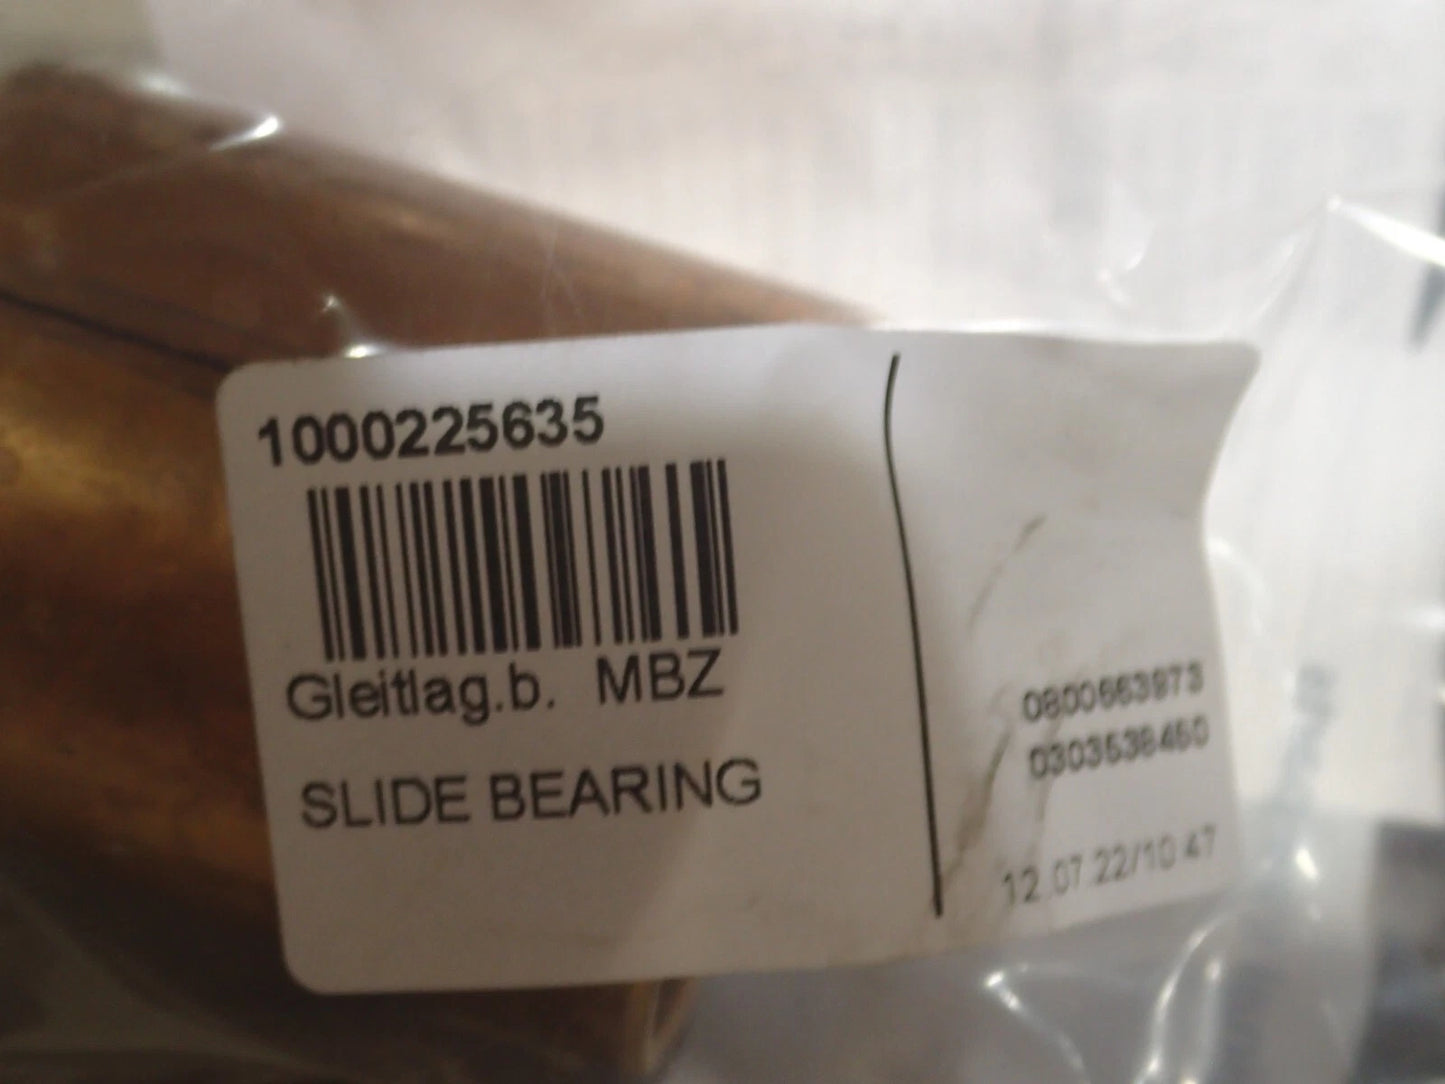 1000225635
Gleitlag.b. MBZ
SLIDE BEARING
0800663973
0303538450
12.07.22/10:47